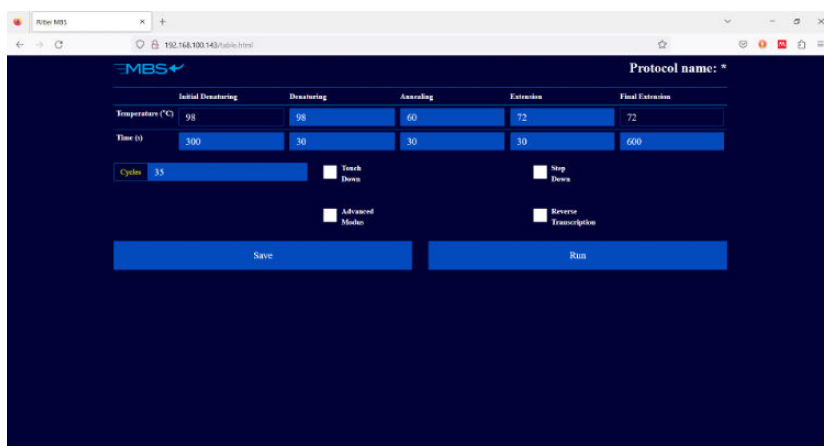 Riber MBS
192.168.100.143/table.html
MBS
Protocol name: *
Initial Denaturing Denaturing Annealing Extension Final Extension
Temperature (°C) 98 98 60 72 72
Time (s) 300 30 30 30 600
Cycles 35
Touch
Down
Step
Down
Advanced
Modus
Reverse
Transcription
Save Run